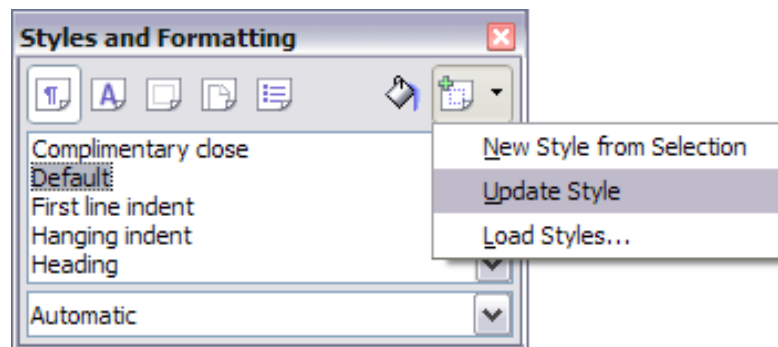 Styles and Formatting
Complimentary close
Default
First line indent
Hanging indent
Heading
Automatic
New Style from Selection
Update Style
Load Styles...